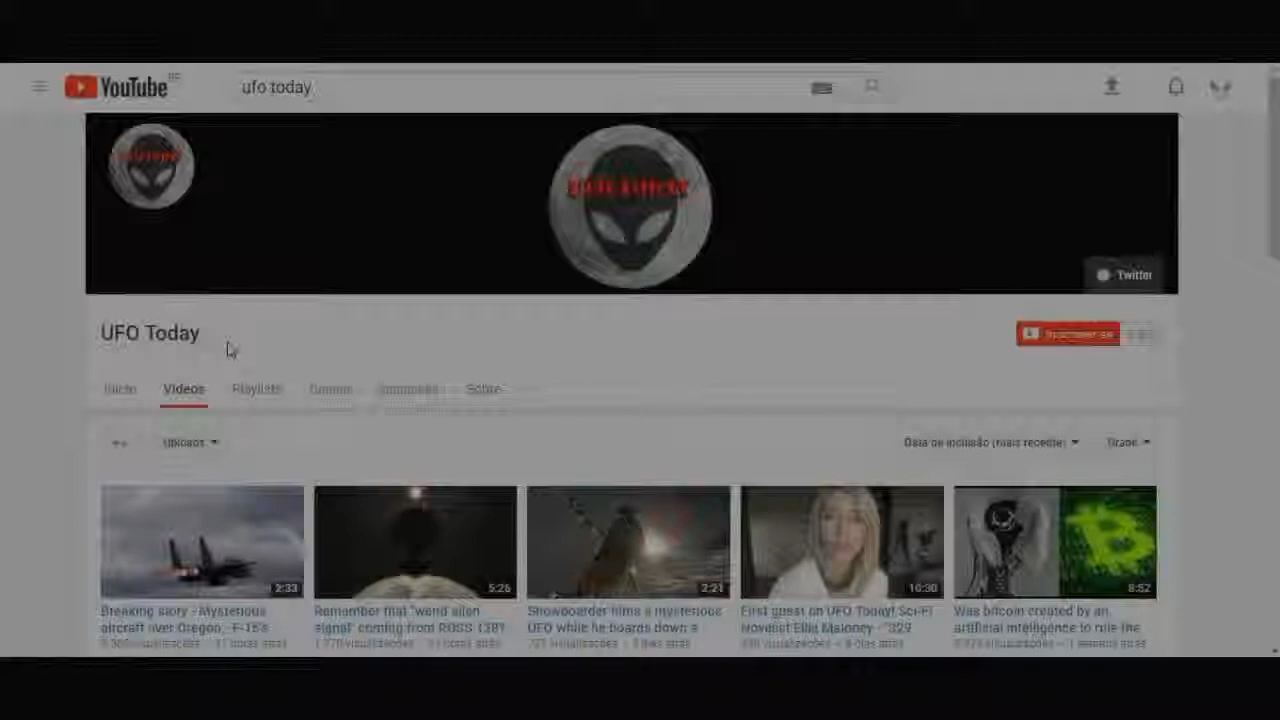 YouTube BR
ufo today
Twitter
UFO Today
Início Vídeos Playlists Sobre
Uploads
Data de inclusão (mais recente) Grade
2:33 5:26 2:21 10:30 8:52
Breaking story - Mysterious
aircraft over Oregon, F-15's
Remember that "weird alien
signal" coming from ROSS 128?
Snowboarder films a mysterious
UFO while he boards down a
First guest on UFO Today! Sci-Fi
Novelist Ellie Maloney - "329
Was bitcoin created by an
artificial intelligence to rule the